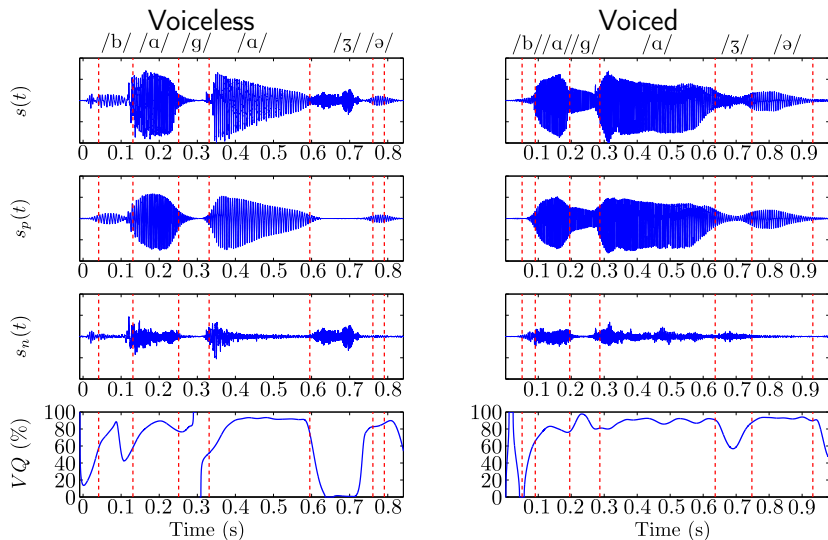 Voiceless Voiced
/b/ /ɑ/ /ɡ/ /ɑ/ /ʒ/ /ə/ /b/ /ɑ/ /ɡ/ /ɑ/ /ʒ/ /ə/
s(t)
0 0.1 0.2 0.3 0.4 0.5 0.6 0.7 0.8 0.1 0.2 0.3 0.4 0.5 0.6 0.7 0.8 0.9
s_p(t)
0 0.1 0.2 0.3 0.4 0.5 0.6 0.7 0.8 0.1 0.2 0.3 0.4 0.5 0.6 0.7 0.8 0.9
s_n(t)
0 0.1 0.2 0.3 0.4 0.5 0.6 0.7 0.8 0.1 0.2 0.3 0.4 0.5 0.6 0.7 0.8 0.9
VQ (%)
100 100
80 80
60 60
40 40
20 20
0 0
0 0.1 0.2 0.3 0.4 0.5 0.6 0.7 0.8 0.1 0.2 0.3 0.4 0.5 0.6 0.7 0.8 0.9
Time (s) Time (s)